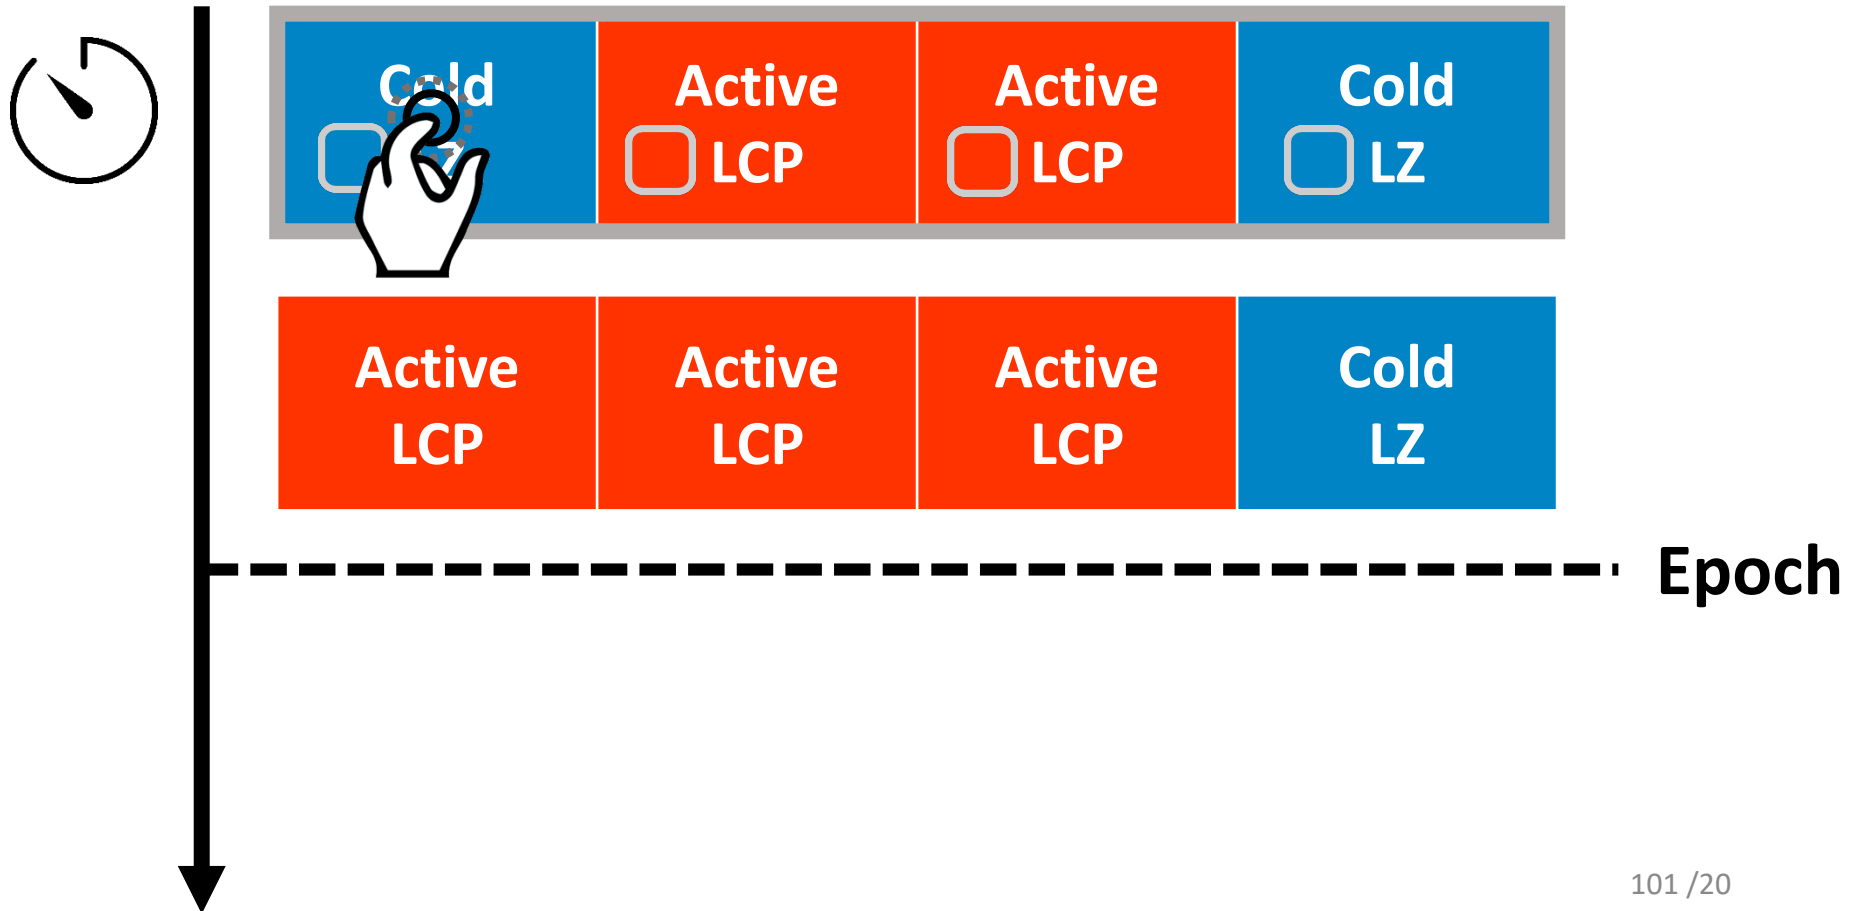 Cold
Active
LCP
Active
LCP
Cold
LZ
Active
LCP
Active
LCP
Active
LCP
Cold
LZ
Epoch
101 /20